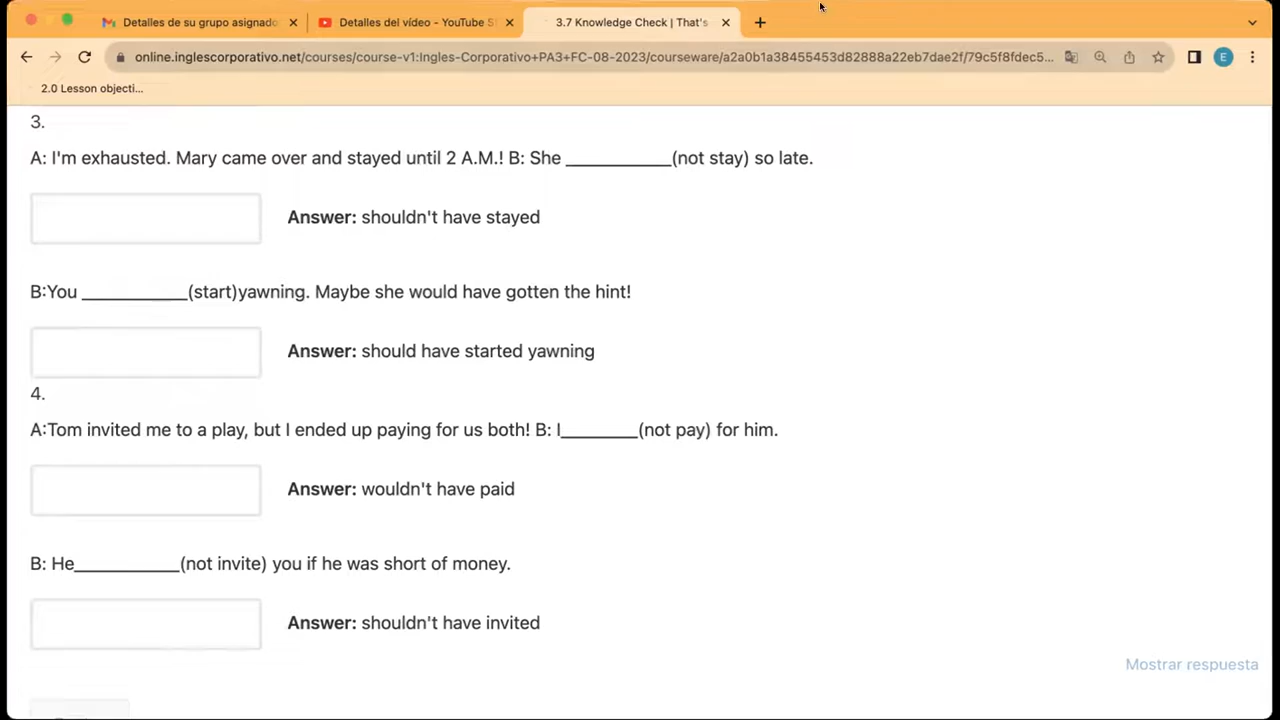 Detalles de su grupo asignado
Detalles del vídeo - YouTube S
3.7 Knowledge Check | That's
online.inglescorporativo.net/courses/course-v1:Ingles-Corporativo+PA3+FC-08-2023/courseware/a2a0b1a38455453d82888a22eb7dae2f/79c5f8fdec5...
E
2.0 Lesson objecti...
3.
A: I'm exhausted. Mary came over and stayed until 2 A.M.! B: She ____________(not stay) so late.
Answer: shouldn't have stayed
B:You ____________(start)yawning. Maybe she would have gotten the hint!
Answer: should have started yawning
4.
A:Tom invited me to a play, but I ended up paying for us both! B: I_________(not pay) for him.
Answer: wouldn't have paid
B: He____________(not invite) you if he was short of money.
Answer: shouldn't have invited
Mostrar respuesta